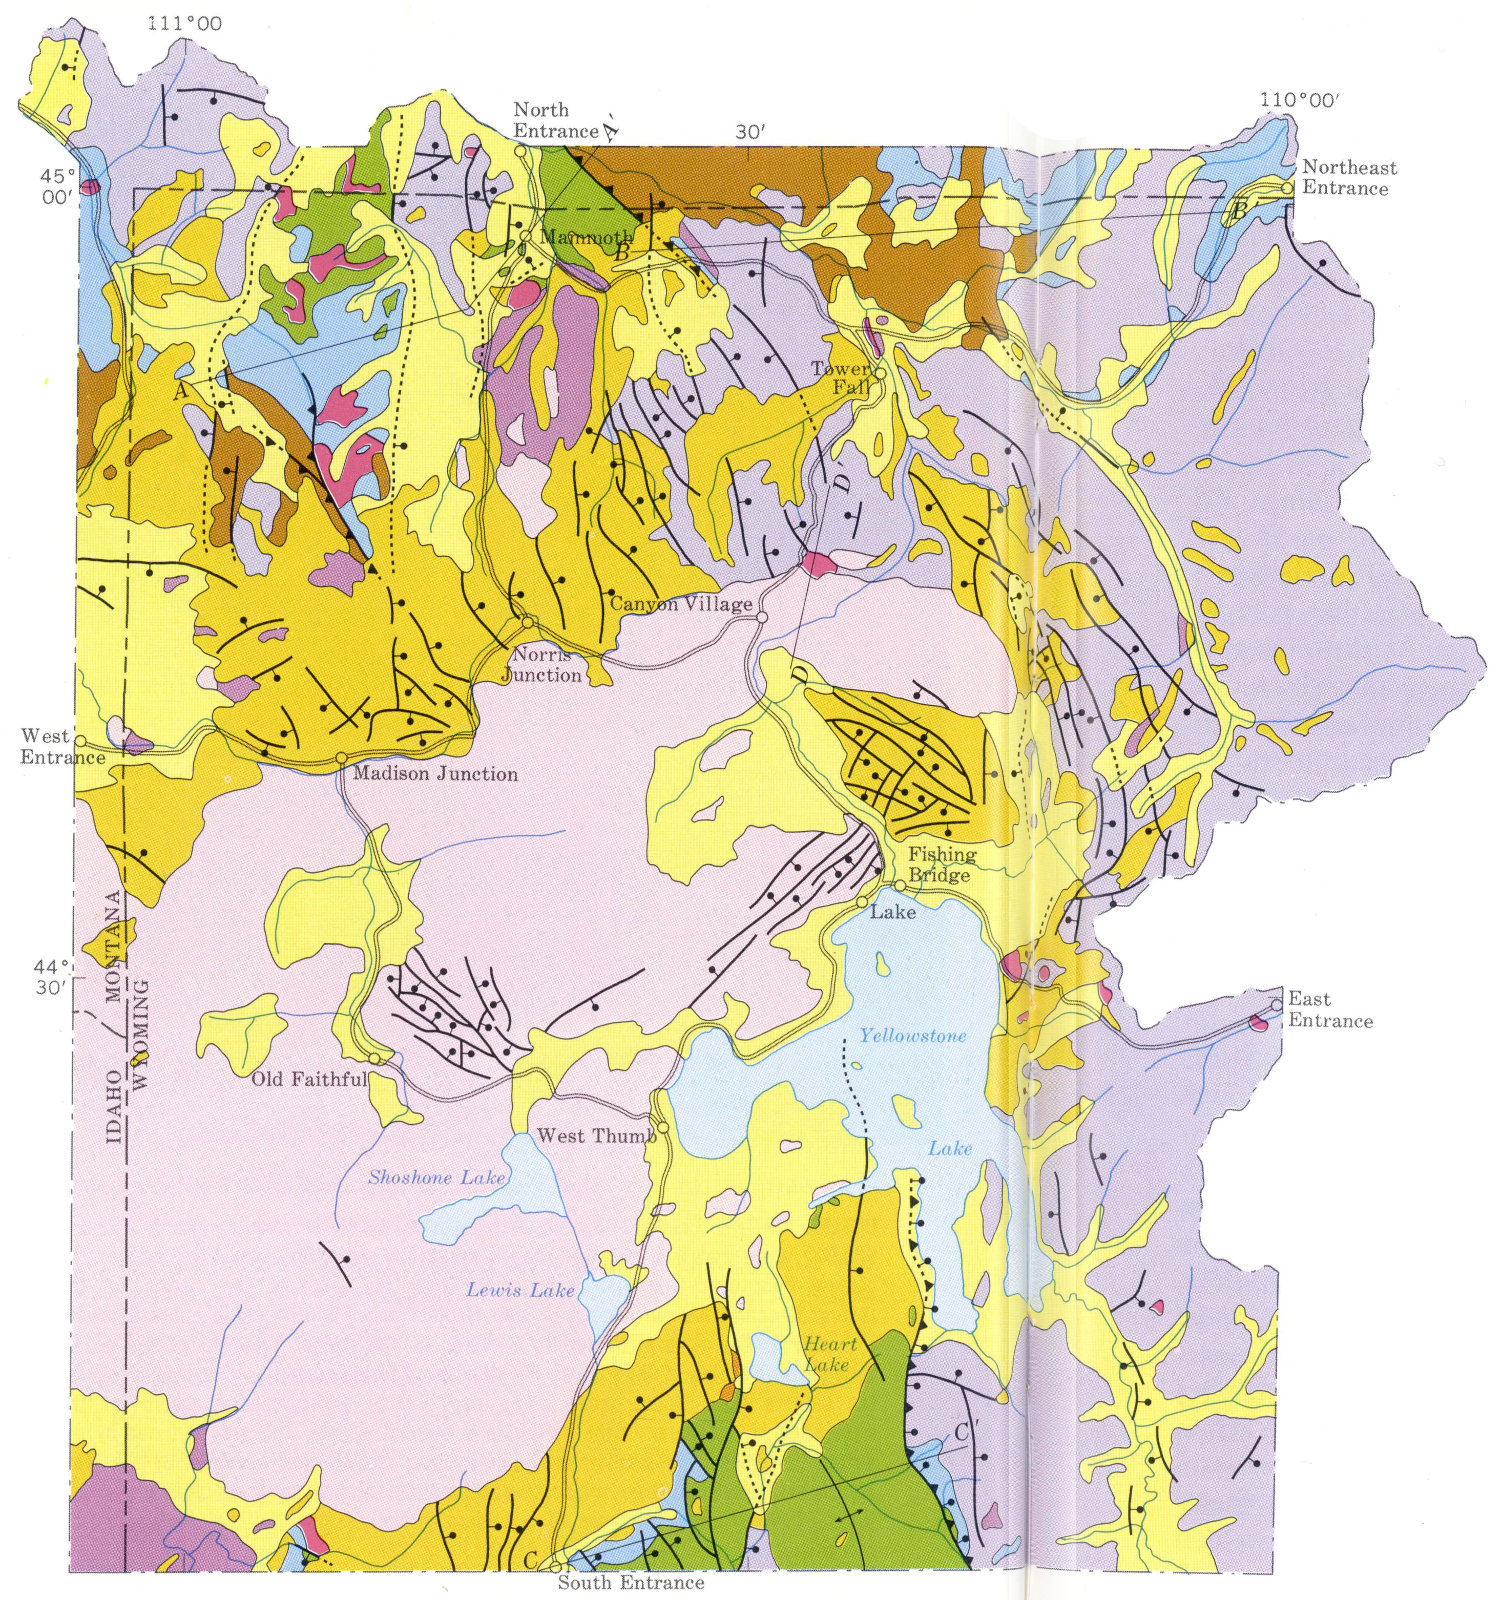 111°00
North
Entrance
A'
30'
110°00'
45°
00'
Northeast
Entrance
B'
Mammoth
B
A
Tower
Fall
D'
Canyon Village
Norris
Junction
D
West
Entrance
Madison Junction
Fishing
Bridge
Lake
MONTANA
44°
30'
IDAHO
WYOMING
East
Entrance
Yellowstone
Lake
Old Faithful
West Thumb
Shoshone Lake
Lewis Lake
Heart
Lake
C'
C
South Entrance